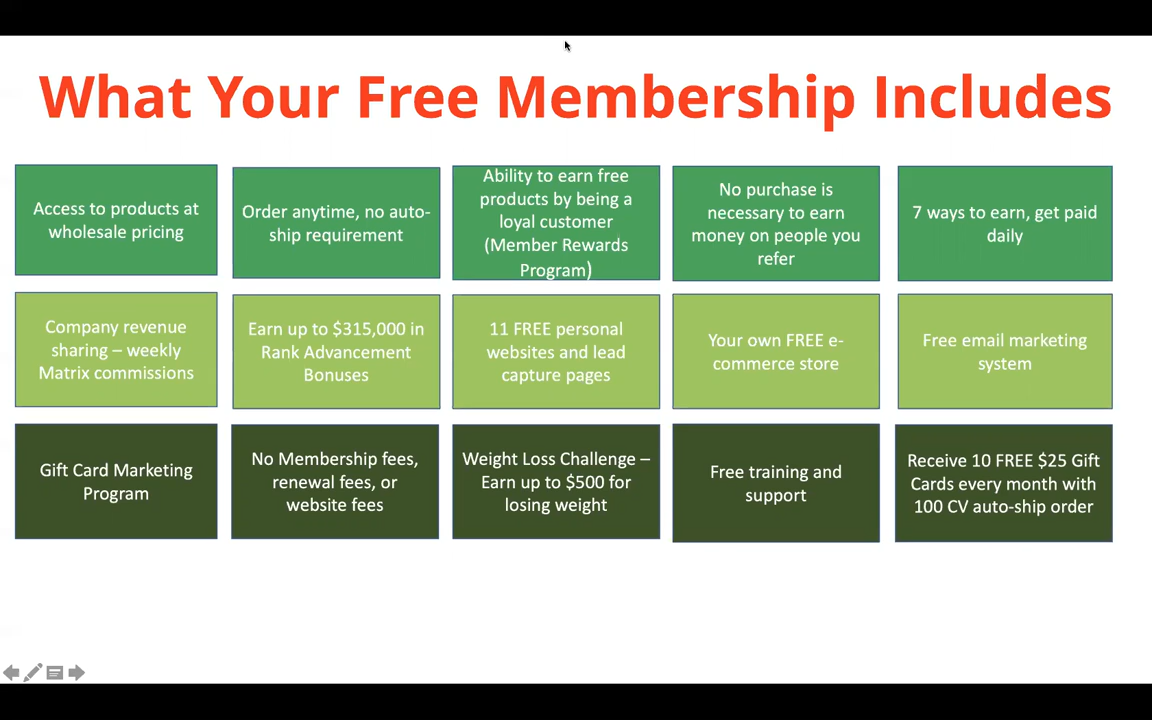 What Your Free Membership Includes
Access to products at
wholesale pricing
Order anytime, no auto-
ship requirement
Ability to earn free
products by being a
loyal customer
(Member Rewards
Program)
No purchase is
necessary to earn
money on people you
refer
7 ways to earn, get paid
daily
Company revenue
sharing – weekly
Matrix commissions
Earn up to $315,000 in
Rank Advancement
Bonuses
11 FREE personal
websites and lead
capture pages
Your own FREE e-
commerce store
Free email marketing
system
Gift Card Marketing
Program
No Membership fees,
renewal fees, or
website fees
Weight Loss Challenge –
Earn up to $500 for
losing weight
Free training and
support
Receive 10 FREE $25 Gift
Cards every month with
100 CV auto-ship order